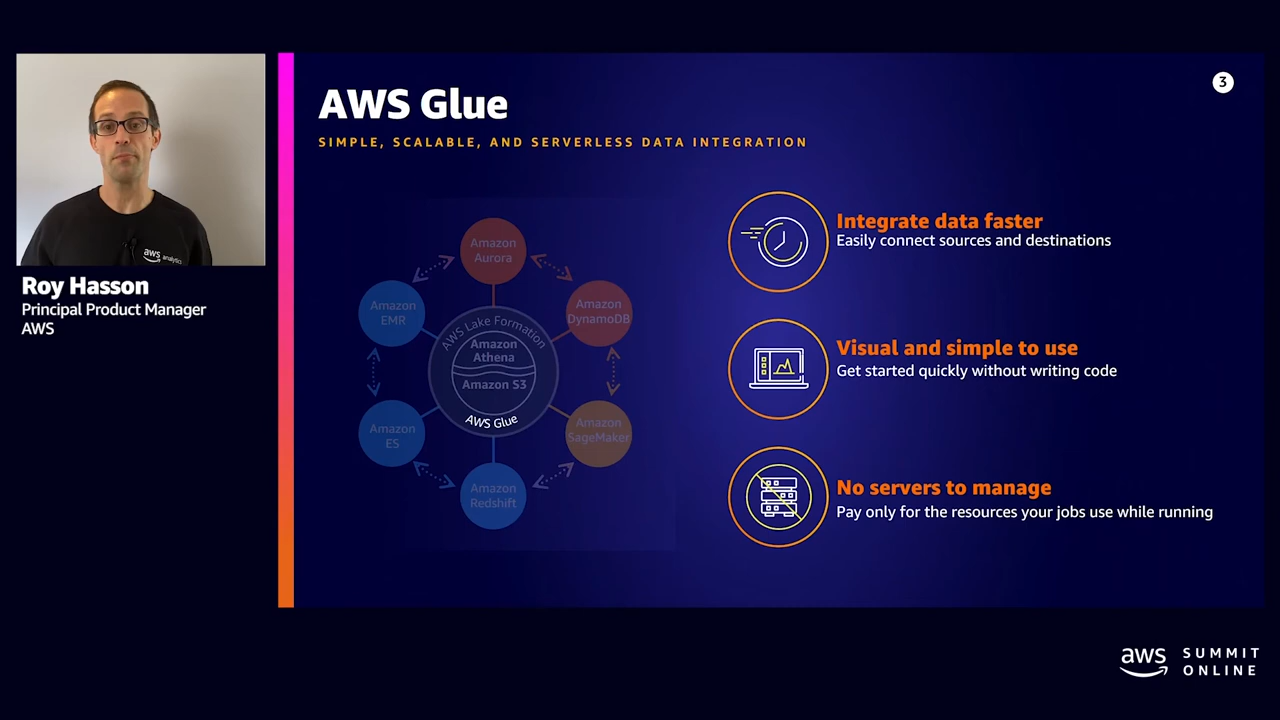 aws
analytics
Roy Hasson
Principal Product Manager
AWS
AWS Glue
SIMPLE, SCALABLE, AND SERVERLESS DATA INTEGRATION
3
Amazon
Aurora
Amazon
EMR
Amazon
DynamoDB
AWS Lake Formation
Amazon
Athena
Amazon S3
AWS Glue
Amazon
ES
Amazon
SageMaker
Amazon
Redshift
Integrate data faster
Easily connect sources and destinations
Visual and simple to use
Get started quickly without writing code
No servers to manage
Pay only for the resources your jobs use while running
aws
SUMMIT
ONLINE